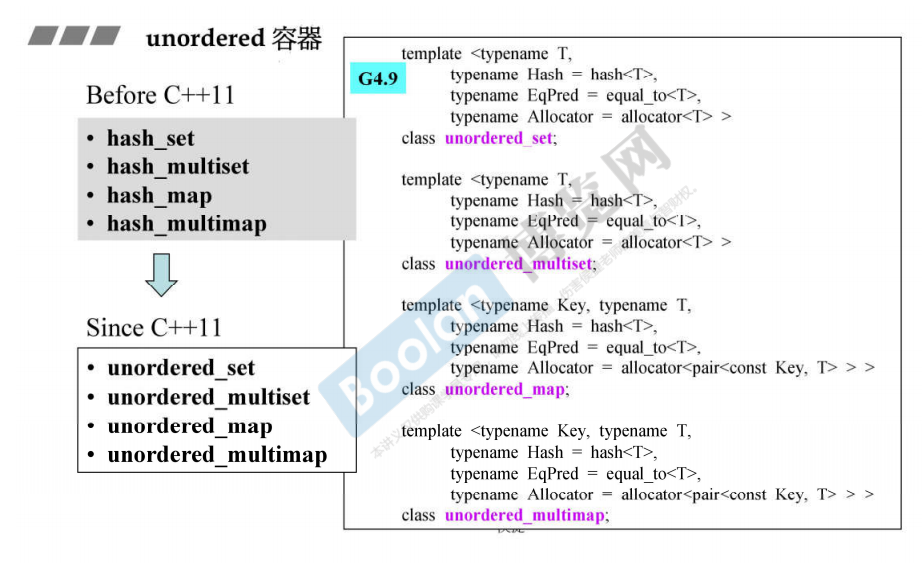 unordered 容器
Before C++11
• hash_set
• hash_multiset
• hash_map
• hash_multimap
Since C++11
• unordered_set
• unordered_multiset
• unordered_map
• unordered_multimap
G4.9
template <typename T,
typename Hash = hash<T>,
typename EqPred = equal_to<T>,
typename Allocator = allocator<T> >
class unordered_set;
template <typename T,
typename Hash = hash<T>,
typename EqPred = equal_to<T>,
typename Allocator = allocator<T> >
class unordered_multiset;
template <typename Key, typename T,
typename Hash = hash<T>,
typename EqPred = equal_to<T>,
typename Allocator = allocator<pair<const Key, T> > >
class unordered_map;
template <typename Key, typename T,
typename Hash = hash<T>,
typename EqPred = equal_to<T>,
typename Allocator = allocator<pair<const Key, T> > >
class unordered_multimap;
Boolan 博览网